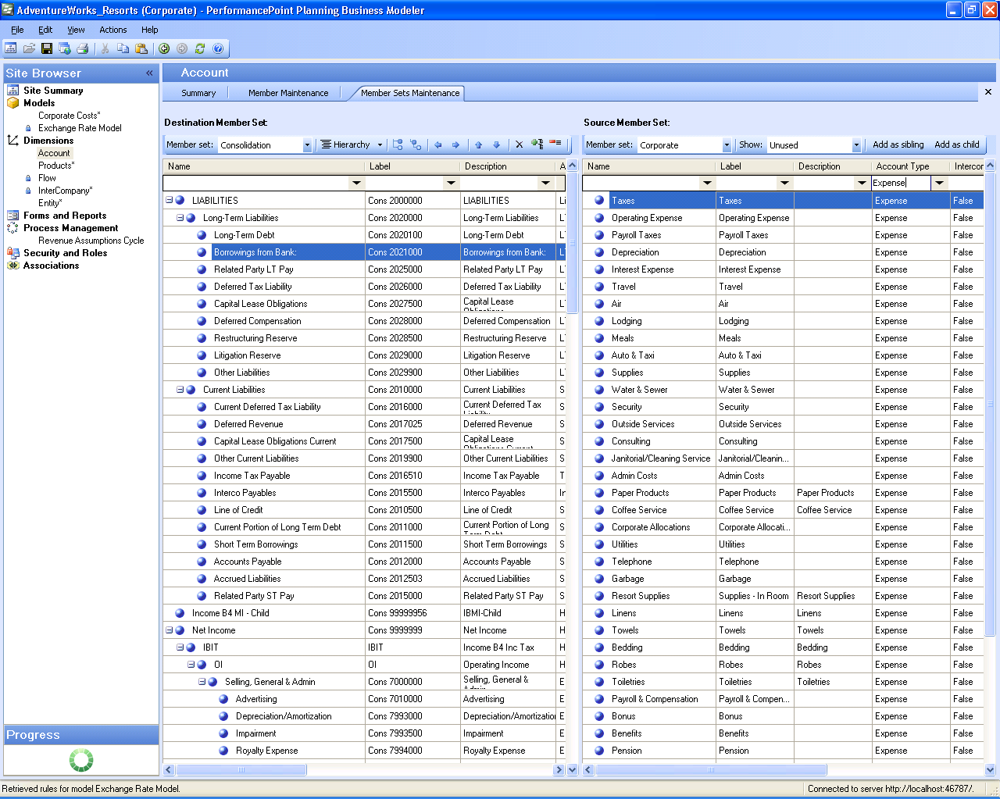 AdventureWorks_Resorts (Corporate) - PerformancePoint Planning Business Modeler
File Edit View Actions Help
Site Browser «
Site Summary
Models
Corporate Costs*
Exchange Rate Model
Dimensions
Account
Products*
Flow
InterCompany*
Entity*
Forms and Reports
Process Management
Revenue Assumptions Cycle
Security and Roles
Associations
Progress
Account
Summary Member Maintenance Member Sets Maintenance
Destination Member Set:
Member set: Consolidation Hierarchy
Name Label Description A
LIABILITIES Cons 2000000 LIABILITIES Li
Long-Term Liabilities Cons 2020000 Long-Term Liabilities LT
Long-Term Debt Cons 2020100 Long-Term Debt LT
Borrowings from Bank: Cons 2021000 Borrowings from Bank: LT
Related Party LT Pay Cons 2025000 Related Party LT Pay LT
Deferred Tax Liability Cons 2026000 Deferred Tax Liability LT
Capital Lease Obligations Cons 2027500 Capital Lease Obligations LT
Deferred Compensation Cons 2028000 Deferred Compensation LT
Restructuring Reserve Cons 2028500 Restructuring Reserve LT
Litigation Reserve Cons 2029000 Litigation Reserve LT
Other Liabilities Cons 2029900 Other Liabilities LT
Current Liabilities Cons 2010000 Current Liabilities S
Current Deferred Tax Liability Cons 2016000 Current Deferred Tax Liability S
Deferred Revenue Cons 2017025 Deferred Revenue S
Capital Lease Obligations Current Cons 2017500 Capital Lease Obligations Current S
Other Current Liabilities Cons 2019900 Other Current Liabilities S
Income Tax Payable Cons 2016510 Income Tax Payable T
Interco Payables Cons 2015500 Interco Payables In
Line of Credit Cons 2010500 Line of Credit S
Current Portion of Long Term Debt Cons 2011000 Current Portion of Long Term Debt S
Short Term Borrowings Cons 2011500 Short Term Borrowings S
Accounts Payable Cons 2012000 Accounts Payable S
Accrued Liabilities Cons 2012503 Accrued Liabilities S
Related Party ST Pay Cons 2015000 Related Party ST Pay S
Income B4 MI - Child Cons 99999956 IBMI-Child H
Net Income Cons 9999999 Net Income H
IBIT IBIT Income B4 Inc Tax H
OI OI Operating Income H
Selling, General & Admin Cons 7000000 Selling, General & Admin E
Advertising Cons 7010000 Advertising E
Depreciation/Amortization Cons 7993000 Depreciation/Amortization E
Impairment Cons 7993500 Impairment E
Royalty Expense Cons 7994000 Royalty Expense E
Source Member Set:
Member set: Corporate Show: Unused Add as sibling Add as child
Name Label Description Account Type Intercor
Expense
Taxes Taxes Expense False
Operating Expense Operating Expense Expense False
Payroll Taxes Payroll Taxes Expense False
Depreciation Depreciation Expense False
Interest Expense Interest Expense Expense False
Travel Travel Expense False
Air Air Expense False
Lodging Lodging Expense False
Meals Meals Expense False
Auto & Taxi Auto & Taxi Expense False
Supplies Supplies Expense False
Water & Sewer Water & Sewer Expense False
Security Security Expense False
Outside Services Outside Services Expense False
Consulting Consulting Expense False
Janitorial/Cleaning Service Janitorial/Cleanin... Expense False
Admin Costs Admin Costs Expense False
Paper Products Paper Products Paper Products Expense False
Coffee Service Coffee Service Coffee Service Expense False
Corporate Allocations Corporate Allocati... Expense False
Utilities Utilities Expense False
Telephone Telephone Expense False
Garbage Garbage Expense False
Resort Supplies Supplies - In Room Resort Supplies Expense False
Linens Linens Linens Expense False
Towels Towels Towels Expense False
Bedding Bedding Bedding Expense False
Robes Robes Robes Expense False
Toiletries Toiletries Toiletries Expense False
Payroll & Compensation Payroll & Compen... Expense False
Bonus Bonus Expense False
Benefits Benefits Expense False
Pension Pension Expense False
Retrieved rules for model Exchange Rate Model. Connected to server http://localhost:46787/.